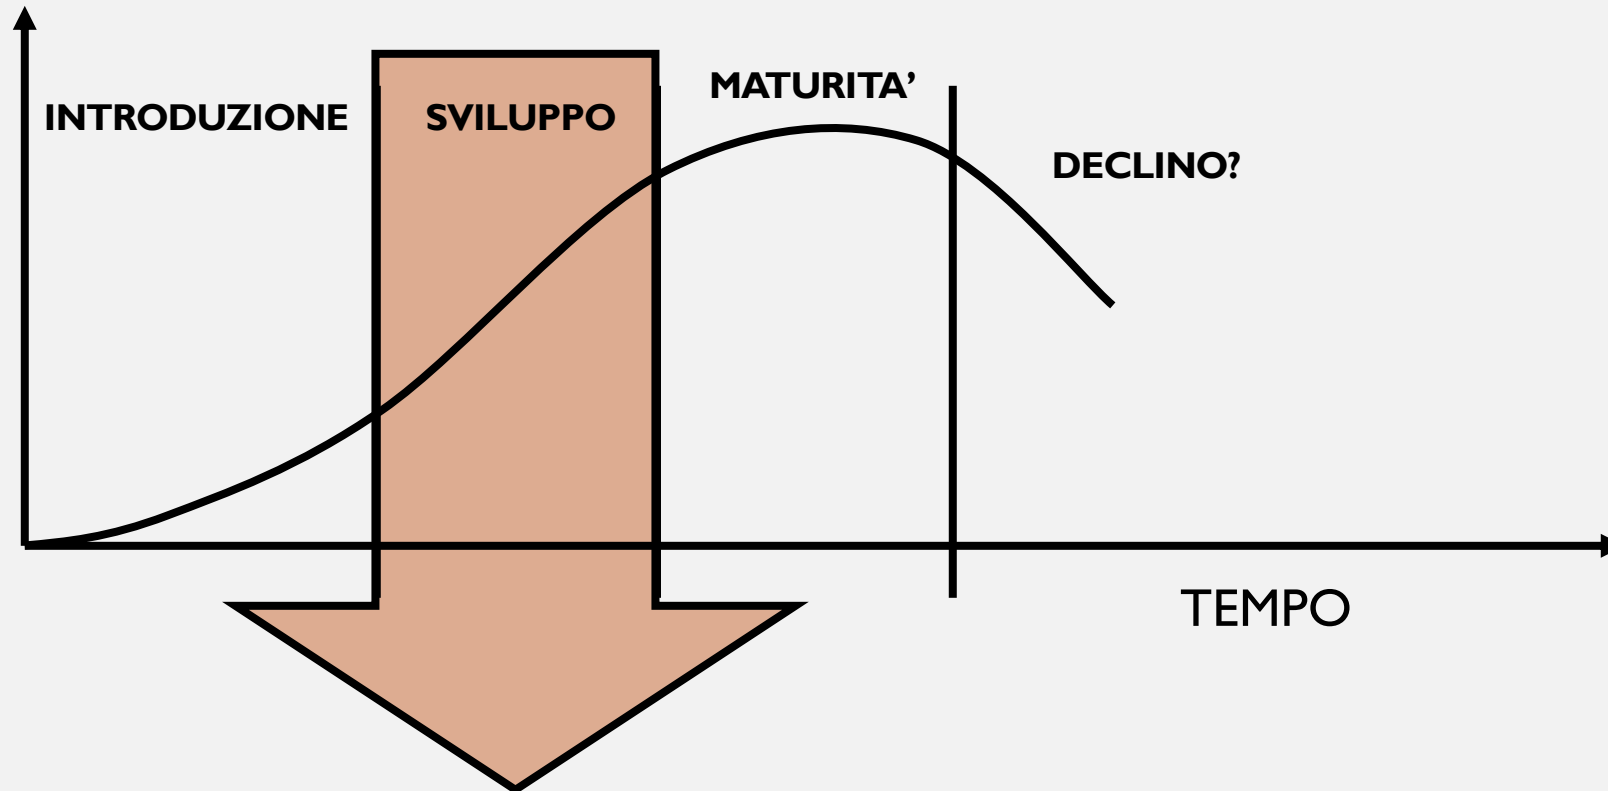 INTRODUZIONE
SVILUPPO
MATURITA’
DECLINO?
TEMPO